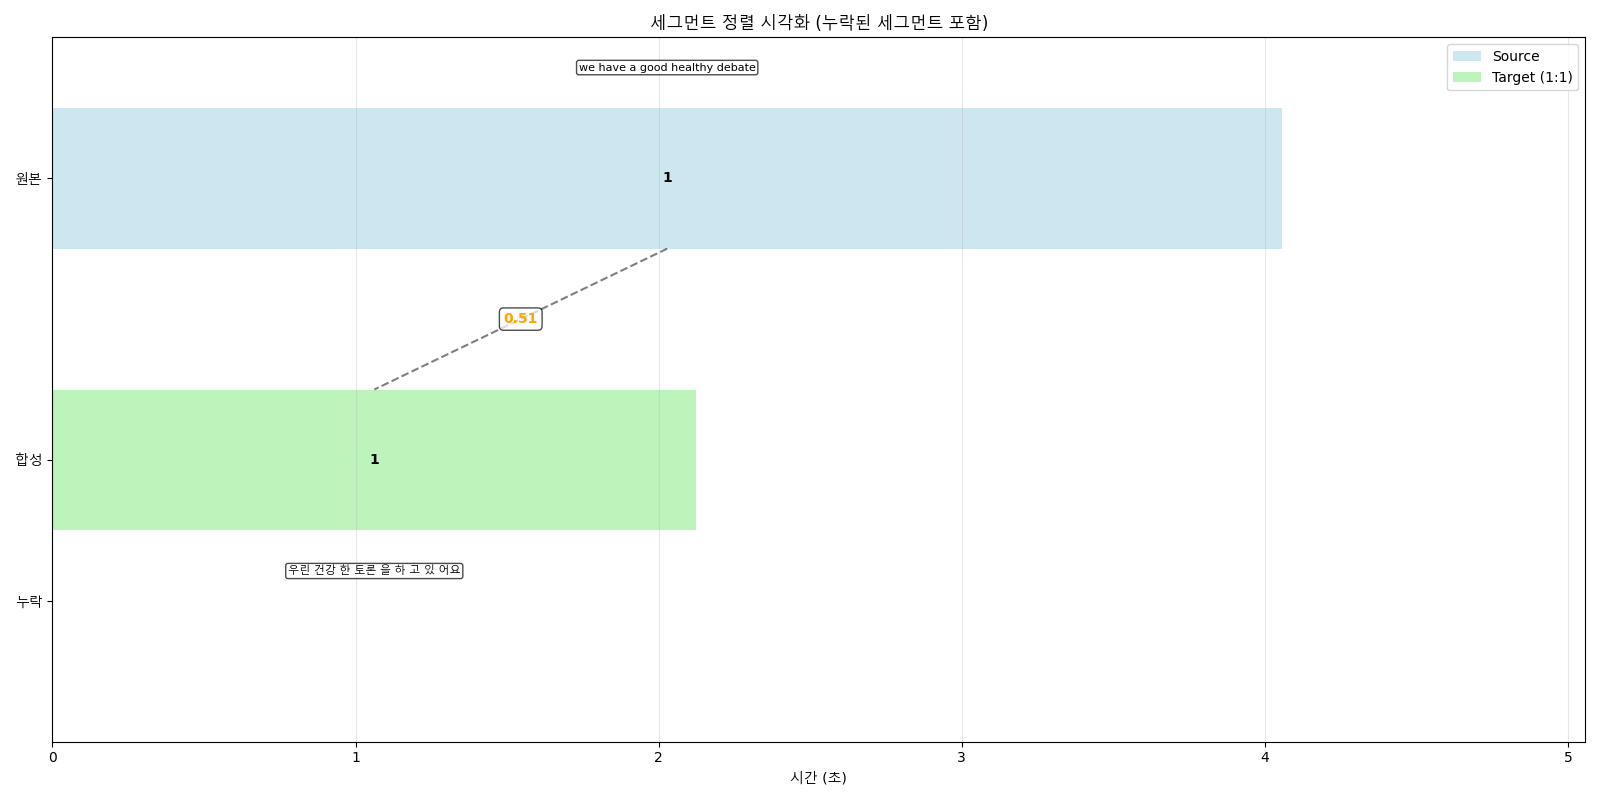 세그먼트 정렬 시각화 (누락된 세그먼트 포함)
we have a good healthy debate
Source
Target (1:1)
원본
1
0.51
합성
1
우린 건강 한 토론 을 하 고 있 어요
누락
0 1 2 3 4 5
시간 (초)